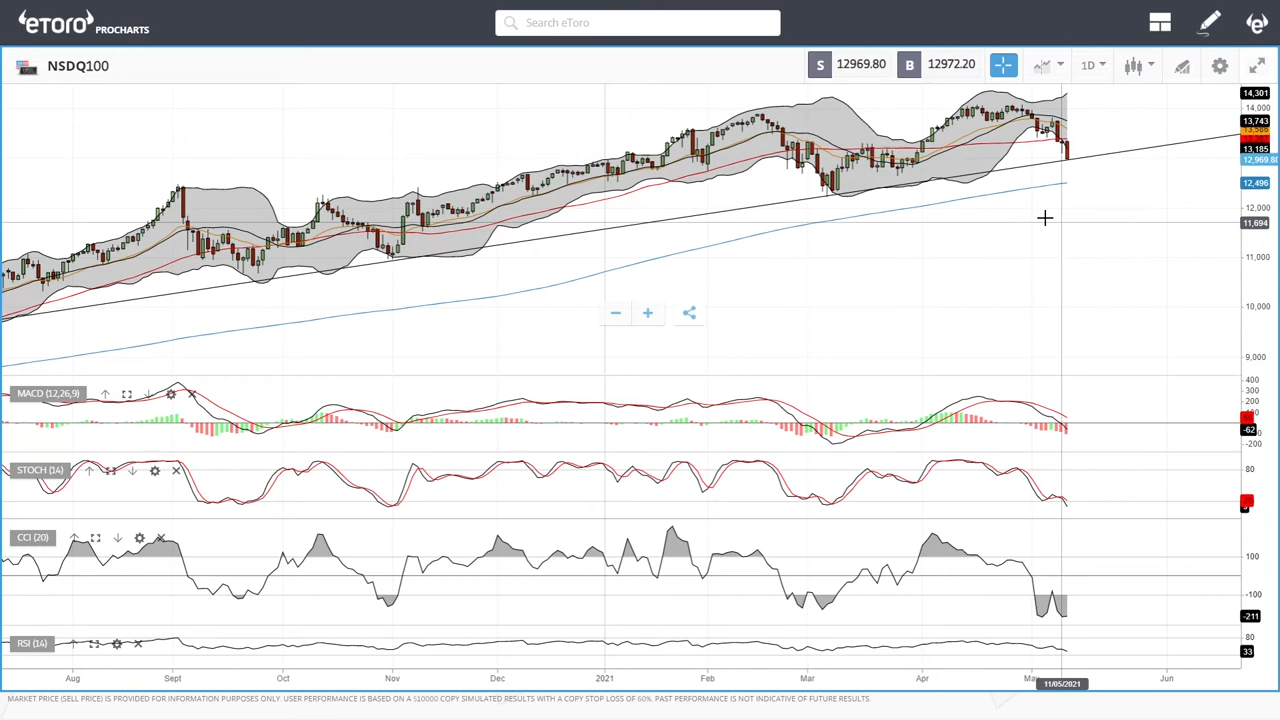 eToro PROCHARTS
Search eToro
NSDQ100
S 12969.80 B 12972.20
1D
14,301
14,000
13,743
13,185
12,969.80
12,496
12,000
11,694
11,000
10,000
9,000
MACD (12,26,9)
400
300
200
100
-62
-200
STOCH (14)
80
CCI (20)
100
-100
-211
RSI (14)
80
33
Aug Sept Oct Nov Dec 2021 Feb Mar Apr May Jun
11/05/2021
MARKET PRICE (SELL PRICE) IS PROVIDED FOR INFORMATION PURPOSES ONLY. USER PERFORMANCE IS BASED ON A $10000 COPY SIMULATED RESULTS WITH A COPY STOP LOSS OF 60%. PAST PERFORMANCE IS NOT INDICATIVE OF FUTURE RESULTS.